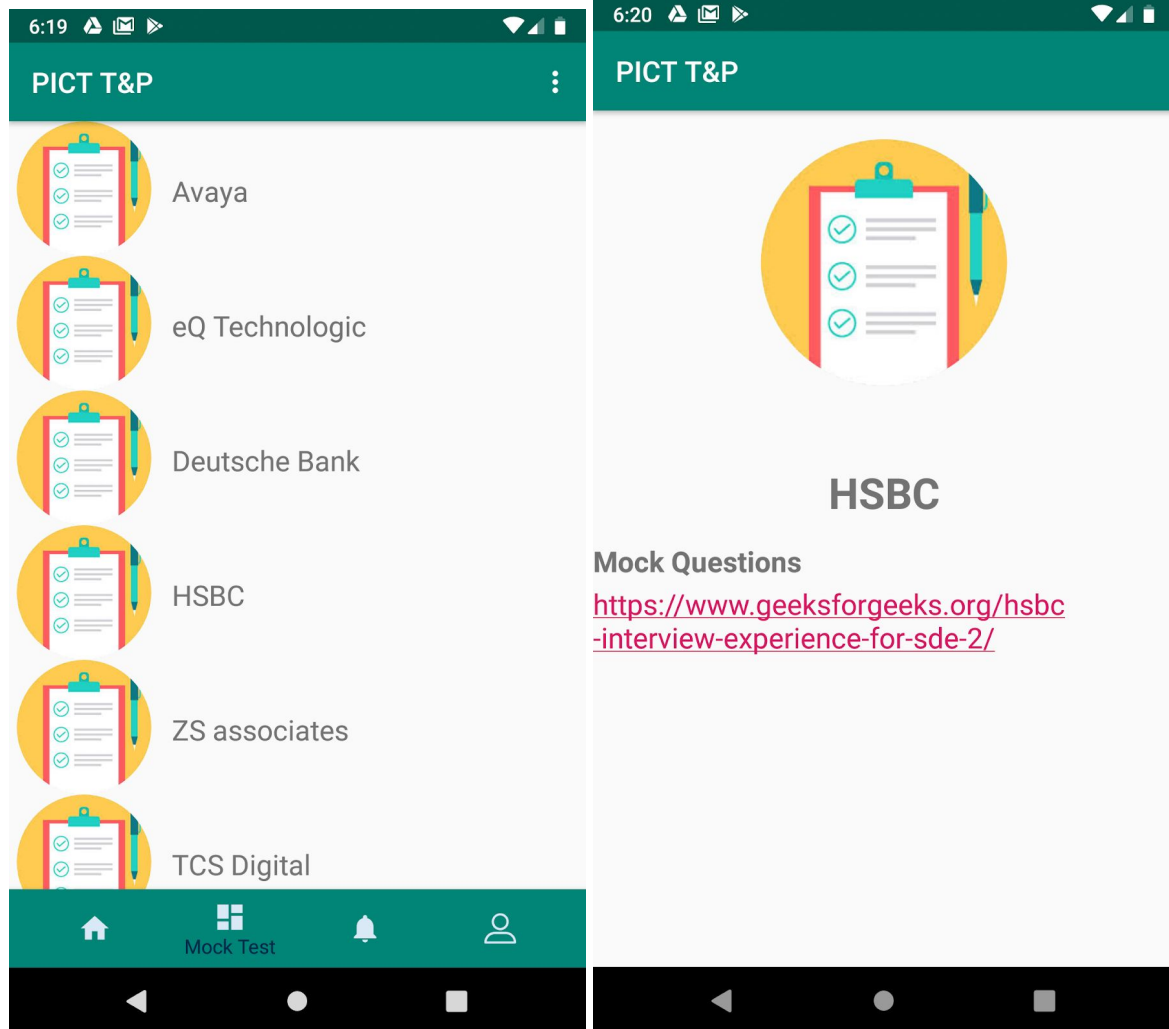 6:19
PICT T&P
Avaya
eQ Technologic
Deutsche Bank
HSBC
ZS associates
TCS Digital
Mock Test
6:20
PICT T&P
HSBC
Mock Questions
https://www.geeksforgeeks.org/hsbc
-interview-experience-for-sde-2/